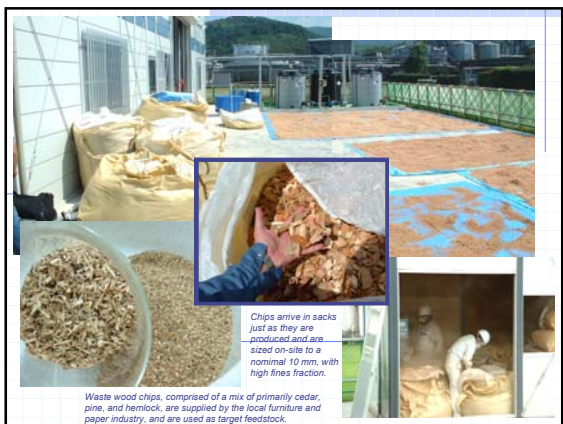 Chips arrive in sacks
just as they are
produced and are
sized on-site to a
nomimal 10 mm, with
high fines fraction.
Waste wood chips, comprised of a mix of primarily cedar,
pine, and hemlock, are supplied by the local furniture and
paper industry, and are used as target feedstock.